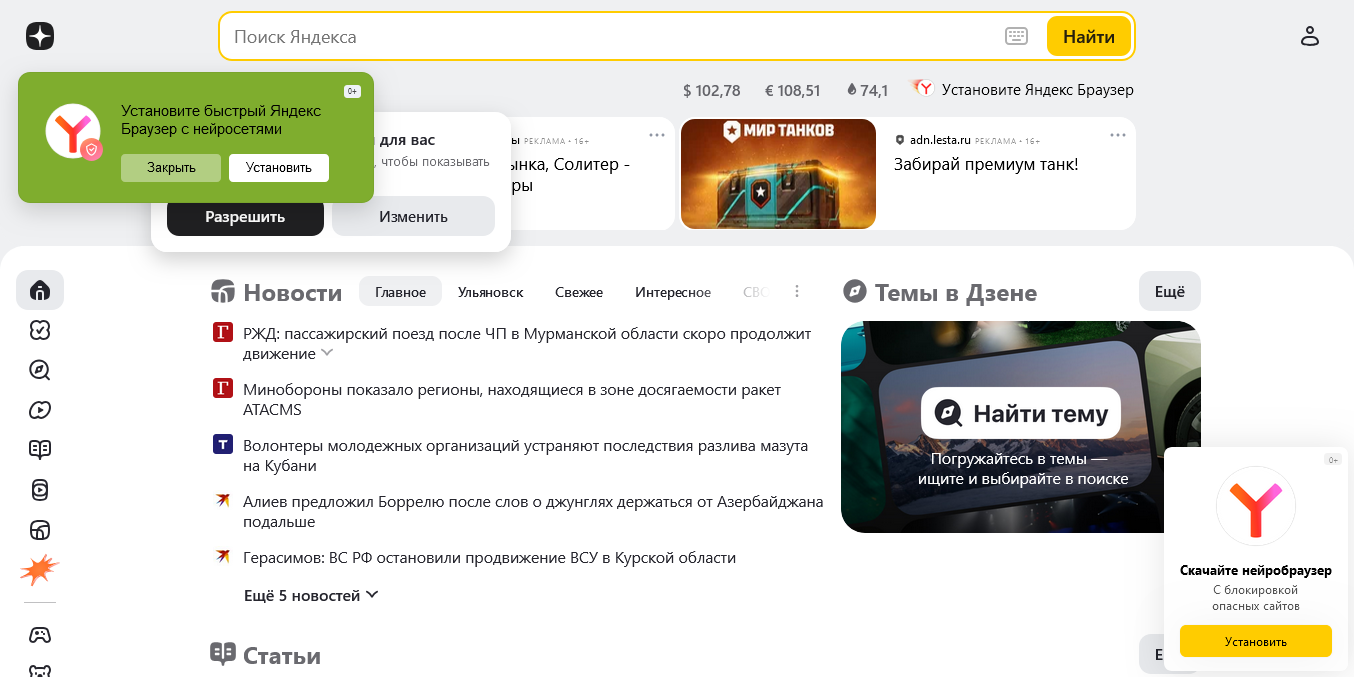 Поиск Яндекса
Найти
0+
Установите быстрый Яндекс
Браузер с нейросетями
Закрыть
Установить
для вас
, чтобы показывать
Разрешить
Изменить
$ 102,78
€ 108,51
74,1
Установите Яндекс Браузер
РЕКЛАМА • 16+
Солитер -
МИР ТАНКОВ
adn.lesta.ru РЕКЛАМА • 16+
Забирай премиум танк!
Новости
Главное
Ульяновск
Свежее
Интересное
СВО
РЖД: пассажирский поезд после ЧП в Мурманской области скоро продолжит
движение
Минобороны показало регионы, находящиеся в зоне досягаемости ракет
ATACMS
Волонтеры молодежных организаций устраняют последствия разлива мазута
на Кубани
Алиев предложил Боррелю после слов о джунглях держаться от Азербайджана
подальше
Герасимов: ВС РФ остановили продвижение ВСУ в Курской области
Ещё 5 новостей
Статьи
Темы в Дзене
Ещё
Найти тему
Погружайтесь в темы —
ищите и выбирайте в поиске
0+
Скачайте нейробраузер
С блокировкой
опасных сайтов
Установить